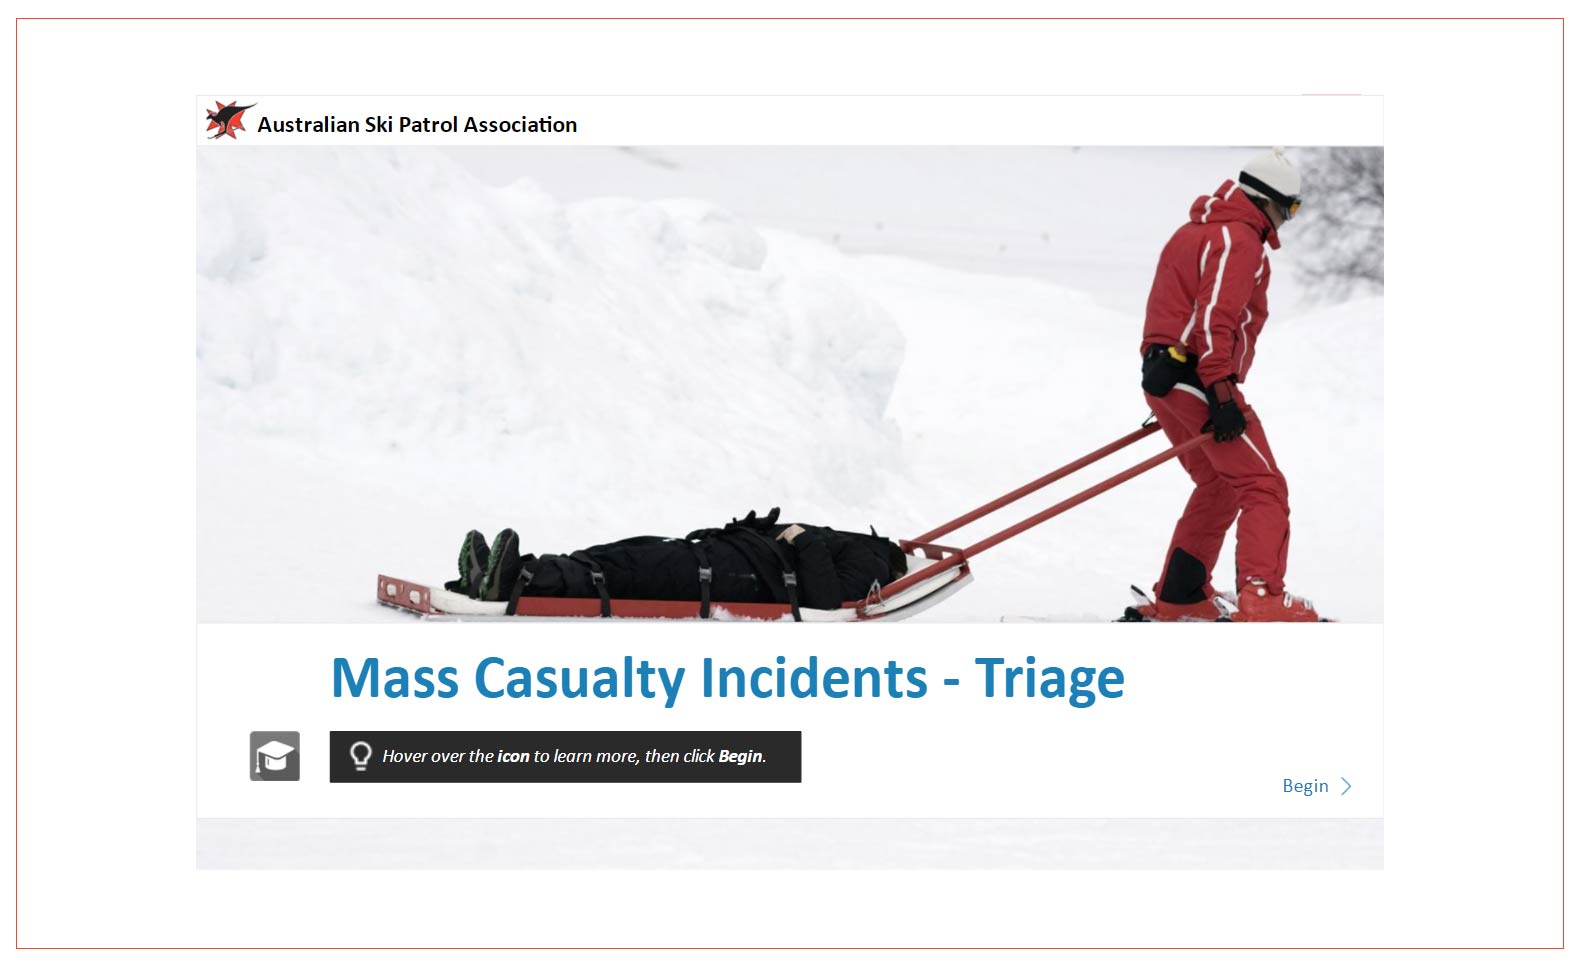 Australian Ski Patrol Association
Mass Casualty Incidents - Triage
Hover over the icon to learn more, then click Begin.
Begin